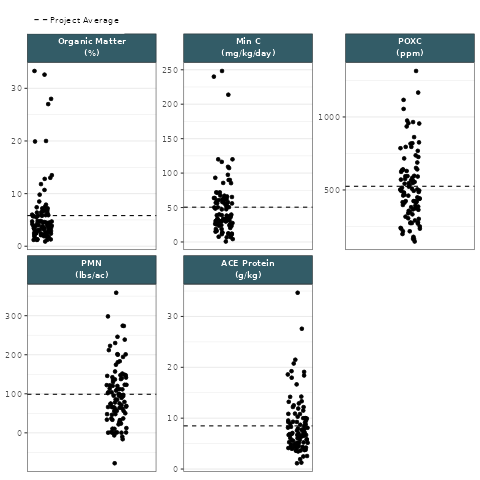 Project Average
Organic Matter
(%)
Min C
(mg/kg/day)
POXC
(ppm)
30
20
10
0
250
200
150
100
50
0
1000
500
PMN
(lbs/ac)
ACE Protein
(g/kg)
300
200
100
0
30
20
10
0